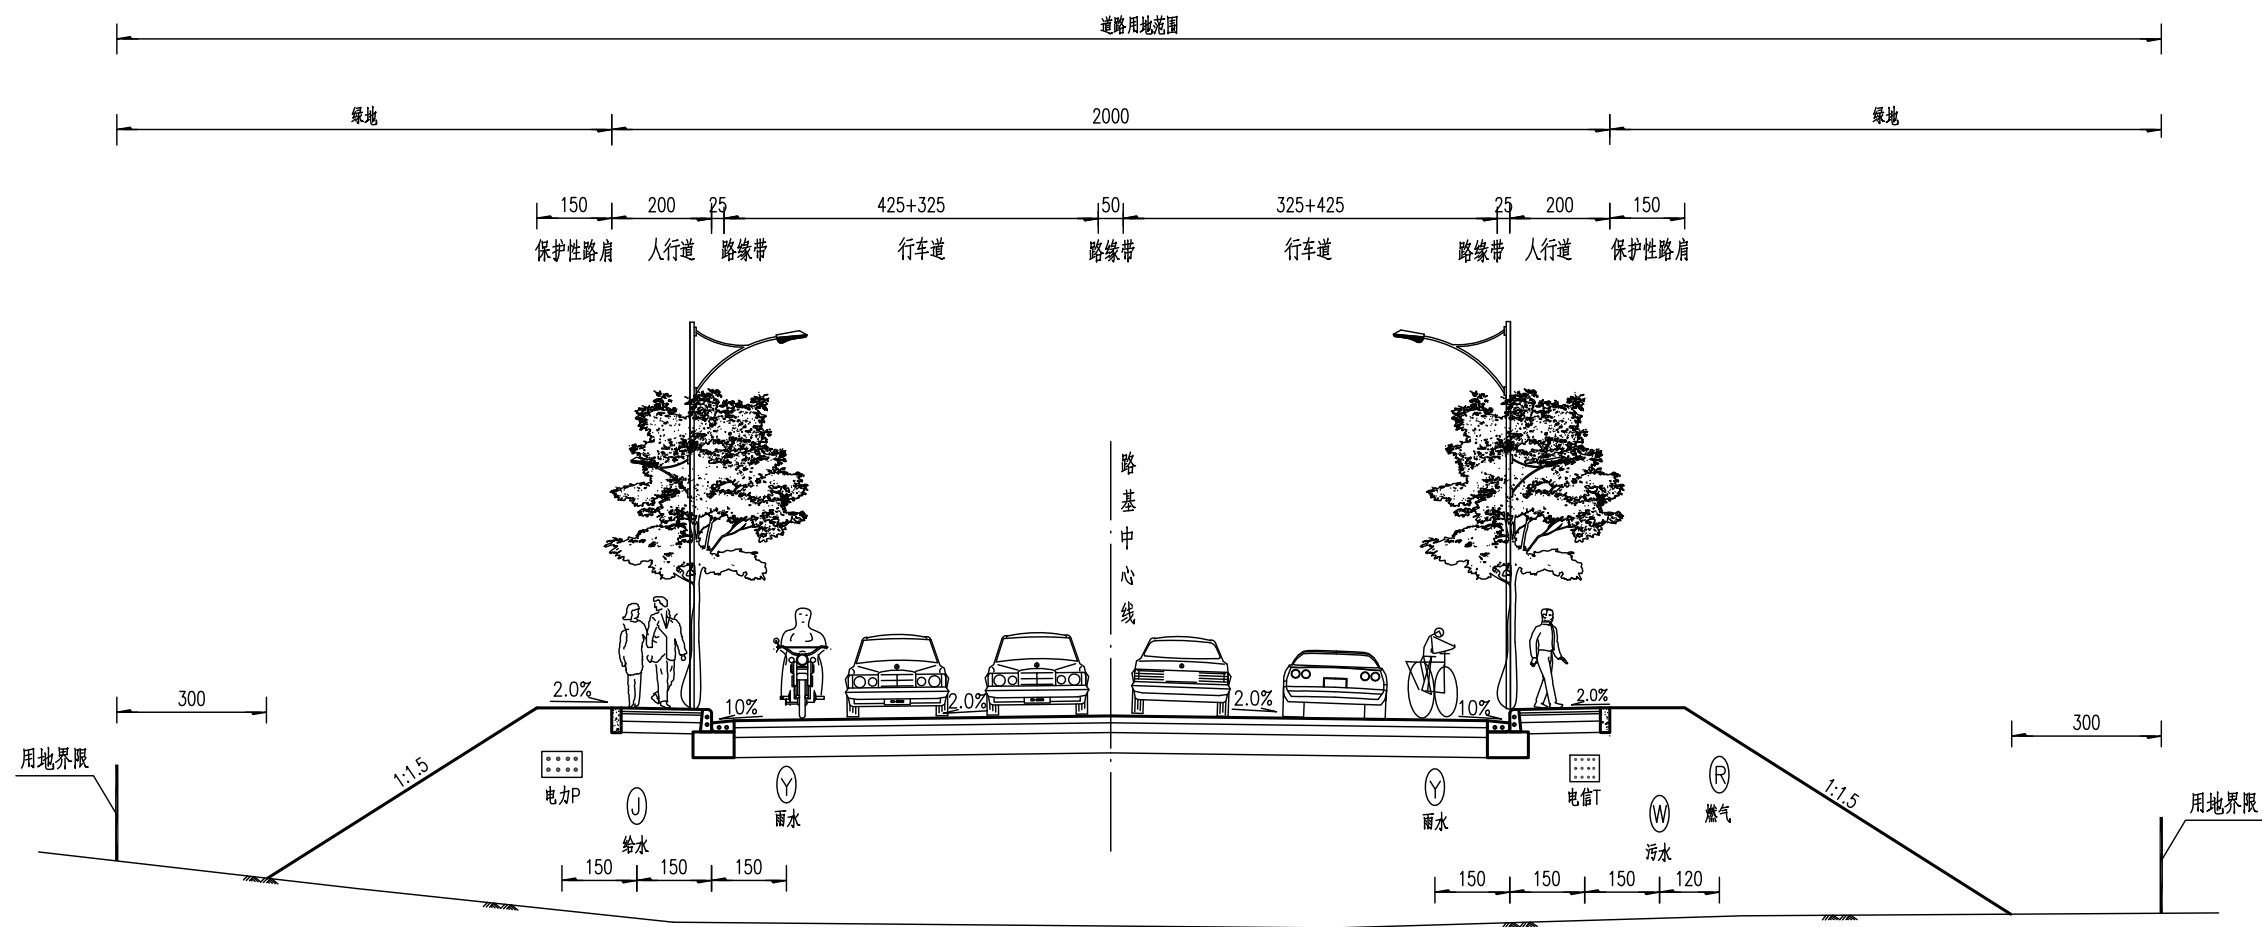 道路用地范围
绿地 2000 绿地
150 200 25 425+325 50 325+425 25 200 150
保护性路肩 人行道 路缘带 行车道 路缘带 行车道 路缘带 人行道 保护性路肩
路基中心线
300 2.0% 10% 2.0% 2.0% 10% 2.0% 300
用地界限 1:1.5 1:1.5 用地界限
电力P J 给水 Y 雨水 Y 雨水 电信T W 污水 R 燃气
150 150 150 150 150 150 120